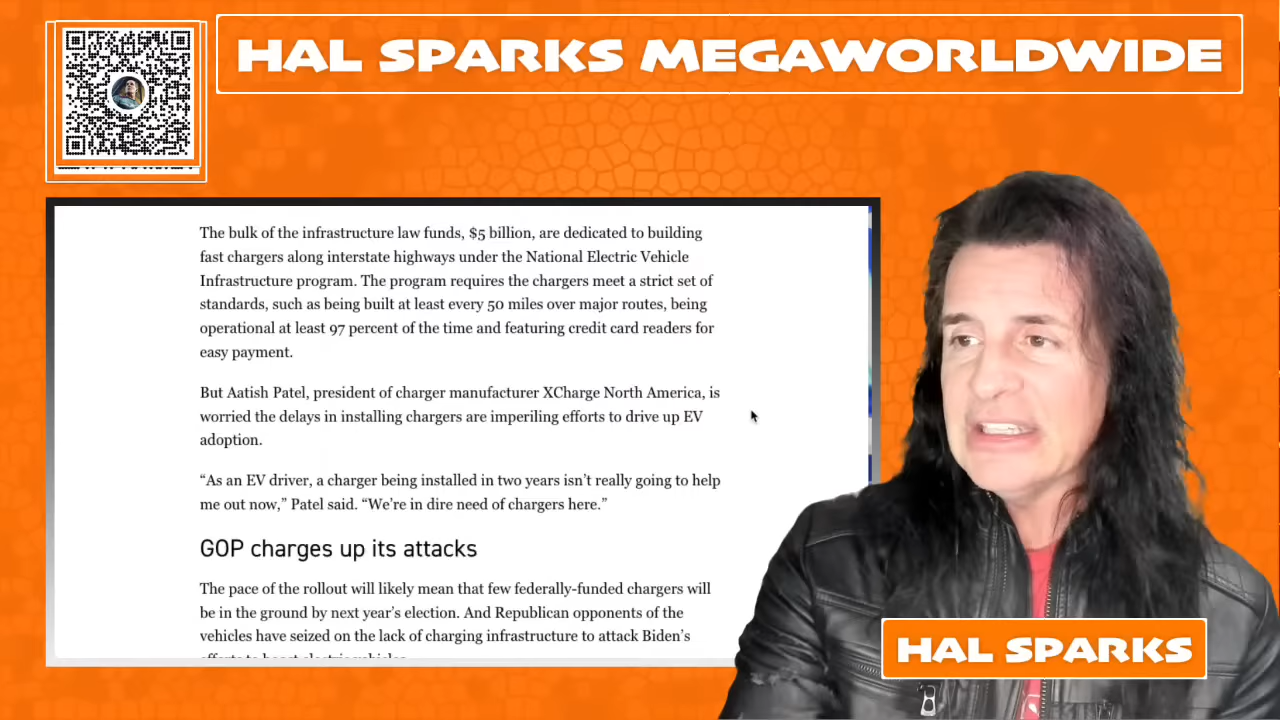 HAL SPARKS MEGAWORLDWIDE
The bulk of the infrastructure law funds, $5 billion, are dedicated to building
fast chargers along interstate highways under the National Electric Vehicle
Infrastructure program. The program requires the chargers meet a strict set of
standards, such as being built at least every 50 miles over major routes, being
operational at least 97 percent of the time and featuring credit card readers for
easy payment.
But Aatish Patel, president of charger manufacturer XCharge North America, is
worried the delays in installing chargers are imperiling efforts to drive up EV
adoption.
“As an EV driver, a charger being installed in two years isn’t really going to help
me out now,” Patel said. “We’re in dire need of chargers here.”
GOP charges up its attacks
The pace of the rollout will likely mean that few federally-funded chargers will
be in the ground by next year’s election. And Republican opponents of the
vehicles have seized on the lack of charging infrastructure to attack Biden’s
HAL SPARKS